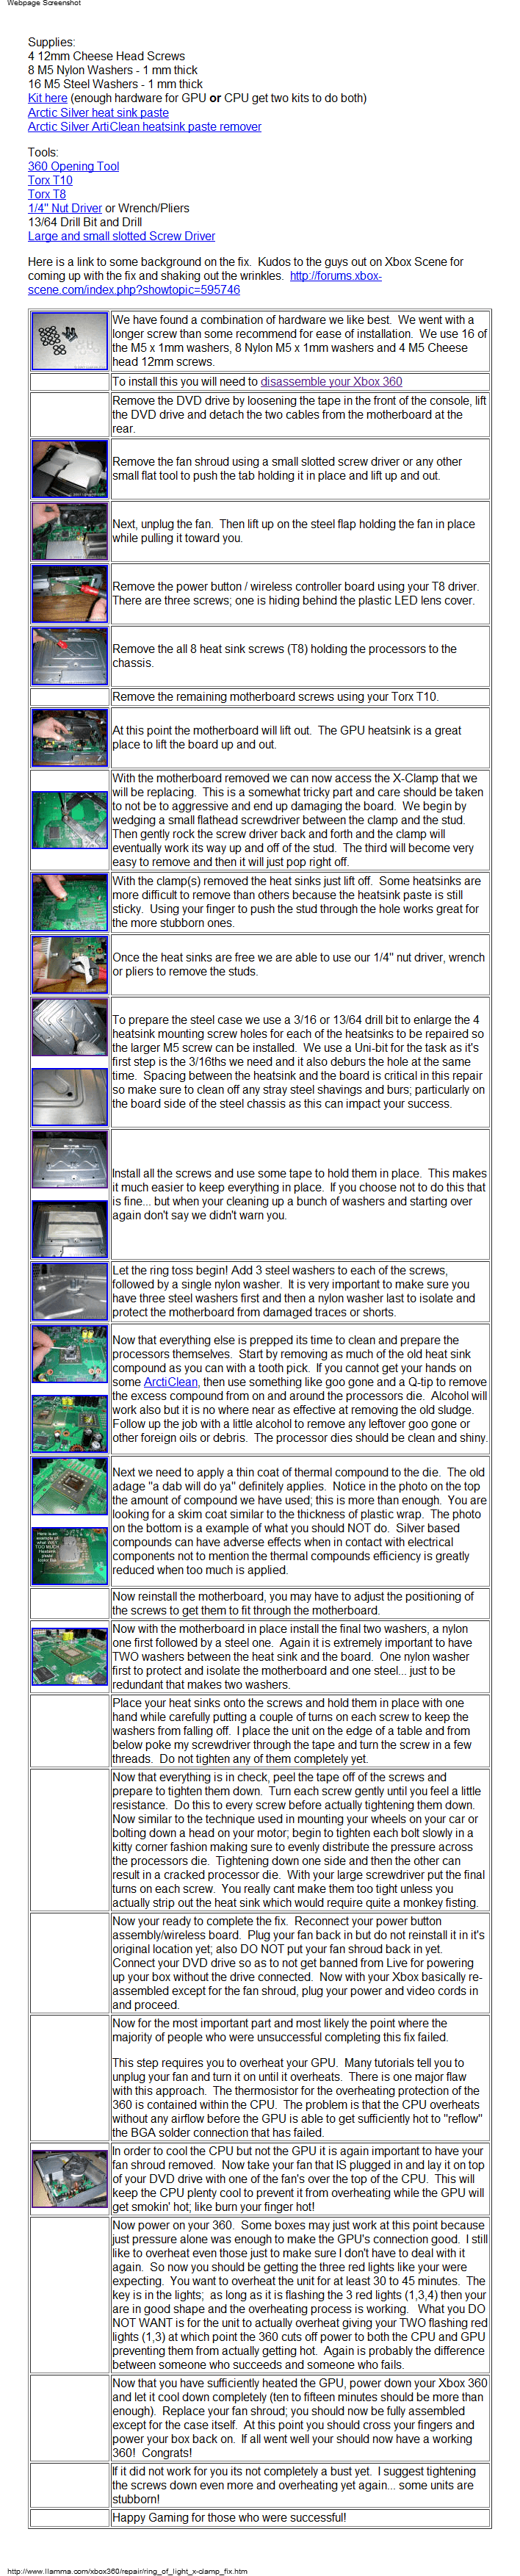 Webpage Screenshot
Supplies:
4 12mm Cheese Head Screws
8 M5 Nylon Washers - 1 mm thick
16 M5 Steel Washers - 1 mm thick
Kit here (enough hardware for GPU or CPU get two kits to do both)
Arctic Silver heat sink paste
Arctic Silver ArtiClean heatsink paste remover
Tools:
360 Opening Tool
Torx T10
Torx T8
1/4" Nut Driver or Wrench/Pliers
13/64 Drill Bit and Drill
Large and small slotted Screw Driver
Here is a link to some background on the fix.  Kudos to the guys out on Xbox Scene for
coming up with the fix and shaking out the wrinkles.  http://forums.xbox-
scene.com/index.php?showtopic=595746
We have found a combination of hardware we like best.  We went with a
longer screw than some recommend for ease of installation.  We use 16 of
the M5 x 1mm washers, 8 Nylon M5 x 1mm washers and 4 M5 Cheese
head 12mm screws.
To install this you will need to disassemble your Xbox 360
Remove the DVD drive by loosening the tape in the front of the console, lift
the DVD drive and detach the two cables from the motherboard at the
rear.
Remove the fan shroud using a small slotted screw driver or any other
small flat tool to push the tab holding it in place and lift up and out.
Next, unplug the fan.  Then lift up on the steel flap holding the fan in place
while pulling it toward you.
Remove the power button / wireless controller board using your T8 driver.
There are three screws; one is hiding behind the plastic LED lens cover.
Remove the all 8 heat sink screws (T8) holding the processors to the
chassis.
Remove the remaining motherboard screws using your Torx T10.
At this point the motherboard will lift out.  The GPU heatsink is a great
place to lift the board up and out.
With the motherboard removed we can now access the X-Clamp that we
will be replacing.  This is a somewhat tricky part and care should be taken
to not be to aggressive and end up damaging the board.  We begin by
wedging a small flathead screwdriver between the clamp and the stud.
Then gently rock the screw driver back and forth and the clamp will
eventually work its way up and off of the stud.  The third will become very
easy to remove and then it will just pop right off.
With the clamp(s) removed the heat sinks just lift off.  Some heatsinks are
more difficult to remove than others because the heatsink paste is still
sticky.  Using your finger to push the stud through the hole works great for
the more stubborn ones.
Once the heat sinks are free we are able to use our 1/4" nut driver, wrench
or pliers to remove the studs.
To prepare the steel case we use a 3/16 or 13/64 drill bit to enlarge the 4
heatsink mounting screw holes for each of the heatsinks to be repaired so
the larger M5 screw can be installed.  We use a Uni-bit for the task as it's
first step is the 3/16ths we need and it also deburs the hole at the same
time.  Spacing between the heatsink and the board is critical in this repair
so make sure to clean off any stray steel shavings and burs; particularly on
the board side of the steel chassis as this can impact your success.
Install all the screws and use some tape to hold them in place.  This makes
it much easier to keep everything in place.  If you choose not to do this that
is fine... but when your cleaning up a bunch of washers and starting over
again don't say we didn't warn you.
Let the ring toss begin! Add 3 steel washers to each of the screws,
followed by a single nylon washer.  It is very important to make sure you
have three steel washers first and then a nylon washer last to isolate and
protect the motherboard from damaged traces or shorts.
Now that everything else is prepped its time to clean and prepare the
processors themselves.  Start by removing as much of the old heat sink
compound as you can with a tooth pick.  If you cannot get your hands on
some ArctiClean, then use something like goo gone and a Q-tip to remove
the excess compound from on and around the processors die.  Alcohol will
work also but it is no where near as effective at removing the old sludge.
Follow up the job with a little alcohol to remove any leftover goo gone or
other foreign oils or debris.  The processor dies should be clean and shiny.
Next we need to apply a thin coat of thermal compound to the die.  The old
adage "a dab will do ya" definitely applies.  Notice in the photo on the top
the amount of compound we have used; this is more than enough.  You are
looking for a skim coat similar to the thickness of plastic wrap.  The photo
on the bottom is a example of what you should NOT do.  Silver based
compounds can have adverse effects when in contact with electrical
components not to mention the thermal compounds efficiency is greatly
reduced when too much is applied.
Now reinstall the motherboard, you may have to adjust the positioning of
the screws to get them to fit through the motherboard.
Now with the motherboard in place install the final two washers, a nylon
one first followed by a steel one.  Again it is extremely important to have
TWO washers between the heat sink and the board.  One nylon washer
first to protect and isolate the motherboard and one steel... just to be
redundant that makes two washers.
Place your heat sinks onto the screws and hold them in place with one
hand while carefully putting a couple of turns on each screw to keep the
washers from falling off.  I place the unit on the edge of a table and from
below poke my screwdriver through the tape and turn the screw in a few
threads.  Do not tighten any of them completely yet.
Now that everything is in check, peel the tape off of the screws and
prepare to tighten them down.  Turn each screw gently until you feel a little
resistance.  Do this to every screw before actually tightening them down.
Now similar to the technique used in mounting your wheels on your car or
bolting down a head on your motor; begin to tighten each bolt slowly in a
kitty corner fashion making sure to evenly distribute the pressure across
the processors die.  Tightening down one side and then the other can
result in a cracked processor die.  With your large screwdriver put the final
turns on each screw.  You really cant make them too tight unless you
actually strip out the heat sink which would require quite a monkey fisting.
Now your ready to complete the fix.  Reconnect your power button
assembly/wireless board.  Plug your fan back in but do not reinstall it in it's
original location yet; also DO NOT put your fan shroud back in yet.
Connect your DVD drive so as to not get banned from Live for powering
up your box without the drive connected.  Now with your Xbox basically re-
assembled except for the fan shroud, plug your power and video cords in
and proceed.
Now for the most important part and most likely the point where the
majority of people who were unsuccessful completing this fix failed.
This step requires you to overheat your GPU.  Many tutorials tell you to
unplug your fan and turn it on until it overheats.  There is one major flaw
with this approach.  The thermosistor for the overheating protection of the
360 is contained within the CPU.  The problem is that the CPU overheats
without any airflow before the GPU is able to get sufficiently hot to "reflow"
the BGA solder connection that has failed.
In order to cool the CPU but not the GPU it is again important to have your
fan shroud removed.  Now take your fan that IS plugged in and lay it on top
of your DVD drive with one of the fan's over the top of the CPU.  This will
keep the CPU plenty cool to prevent it from overheating while the GPU will
get smokin' hot; like burn your finger hot!
Now power on your 360.  Some boxes may just work at this point because
just pressure alone was enough to make the GPU's connection good.  I still
like to overheat even those just to make sure I don't have to deal with it
again.  So now you should be getting the three red lights like your were
expecting.  You want to overheat the unit for at least 30 to 45 minutes.  The
key is in the lights;  as long as it is flashing the 3 red lights (1,3,4) then your
are in good shape and the overheating process is working.   What you DO
NOT WANT is for the unit to actually overheat giving your TWO flashing red
lights (1,3) at which point the 360 cuts off power to both the CPU and GPU
preventing them from actually getting hot.  Again is probably the difference
between someone who succeeds and someone who fails.
Now that you have sufficiently heated the GPU, power down your Xbox 360
and let it cool down completely (ten to fifteen minutes should be more than
enough).  Replace your fan shroud; you should now be fully assembled
except for the case itself.  At this point you should cross your fingers and
power your box back on.  If all went well your should now have a working
360!  Congrats!
If it did not work for you its not completely a bust yet.  I suggest tightening
the screws down even more and overheating yet again... some units are
stubborn!
Happy Gaming for those who were successful!
http://www.llamma.com/xbox360/repair/ring_of_light_x-clamp_fix.htm